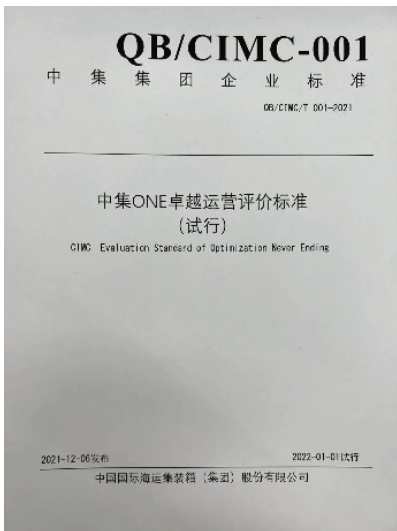 QB/CIMC-001
中集集团企业标准
QB/CIMC/T 001-2021
中集ONE卓越运营评价标准
(试行)
CIMC Evaluation Standard of Optimization Never Ending
2021-12-06发布
2022-01-01试行
中国国际海运集装箱(集团)股份有限公司